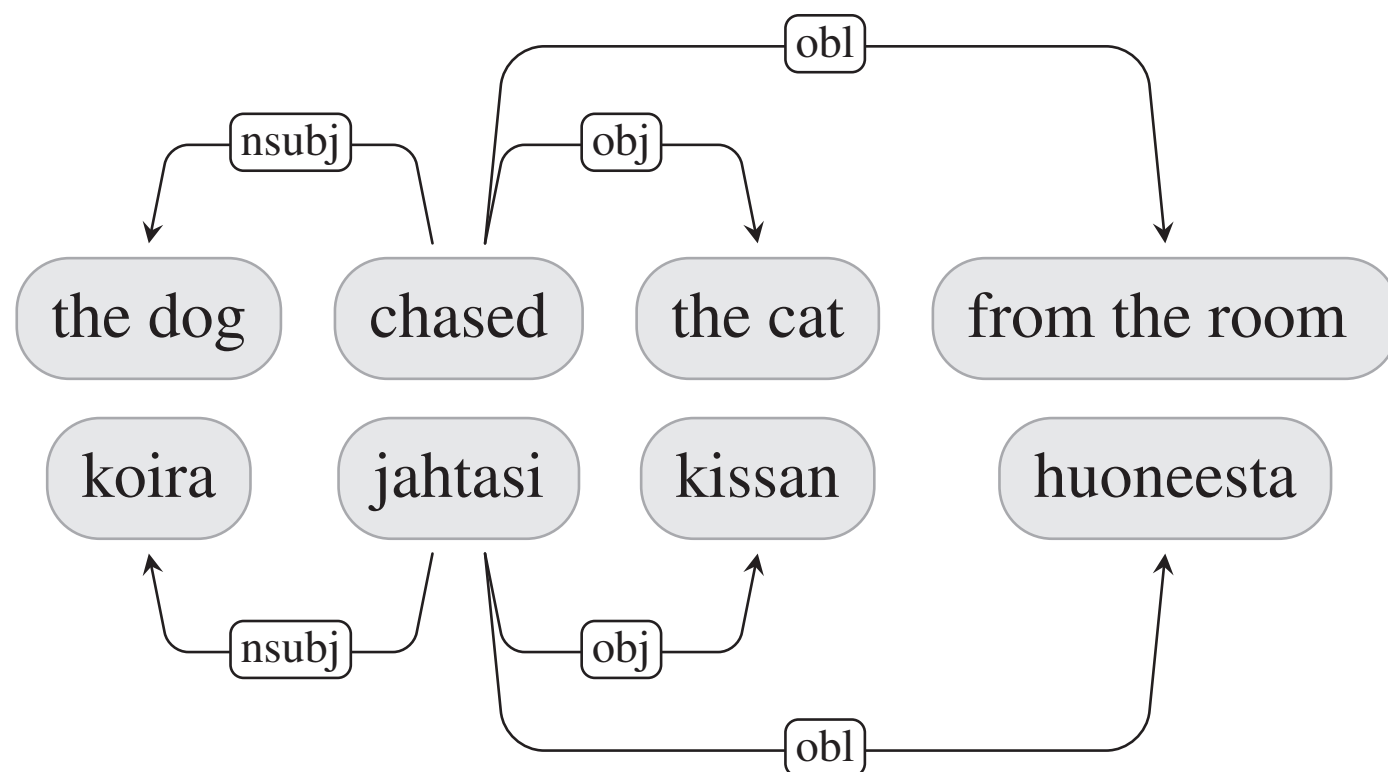 obl
nsubj obj
the dog chased the cat from the room
koira jahtasi kissan huoneesta
nsubj obj
obl